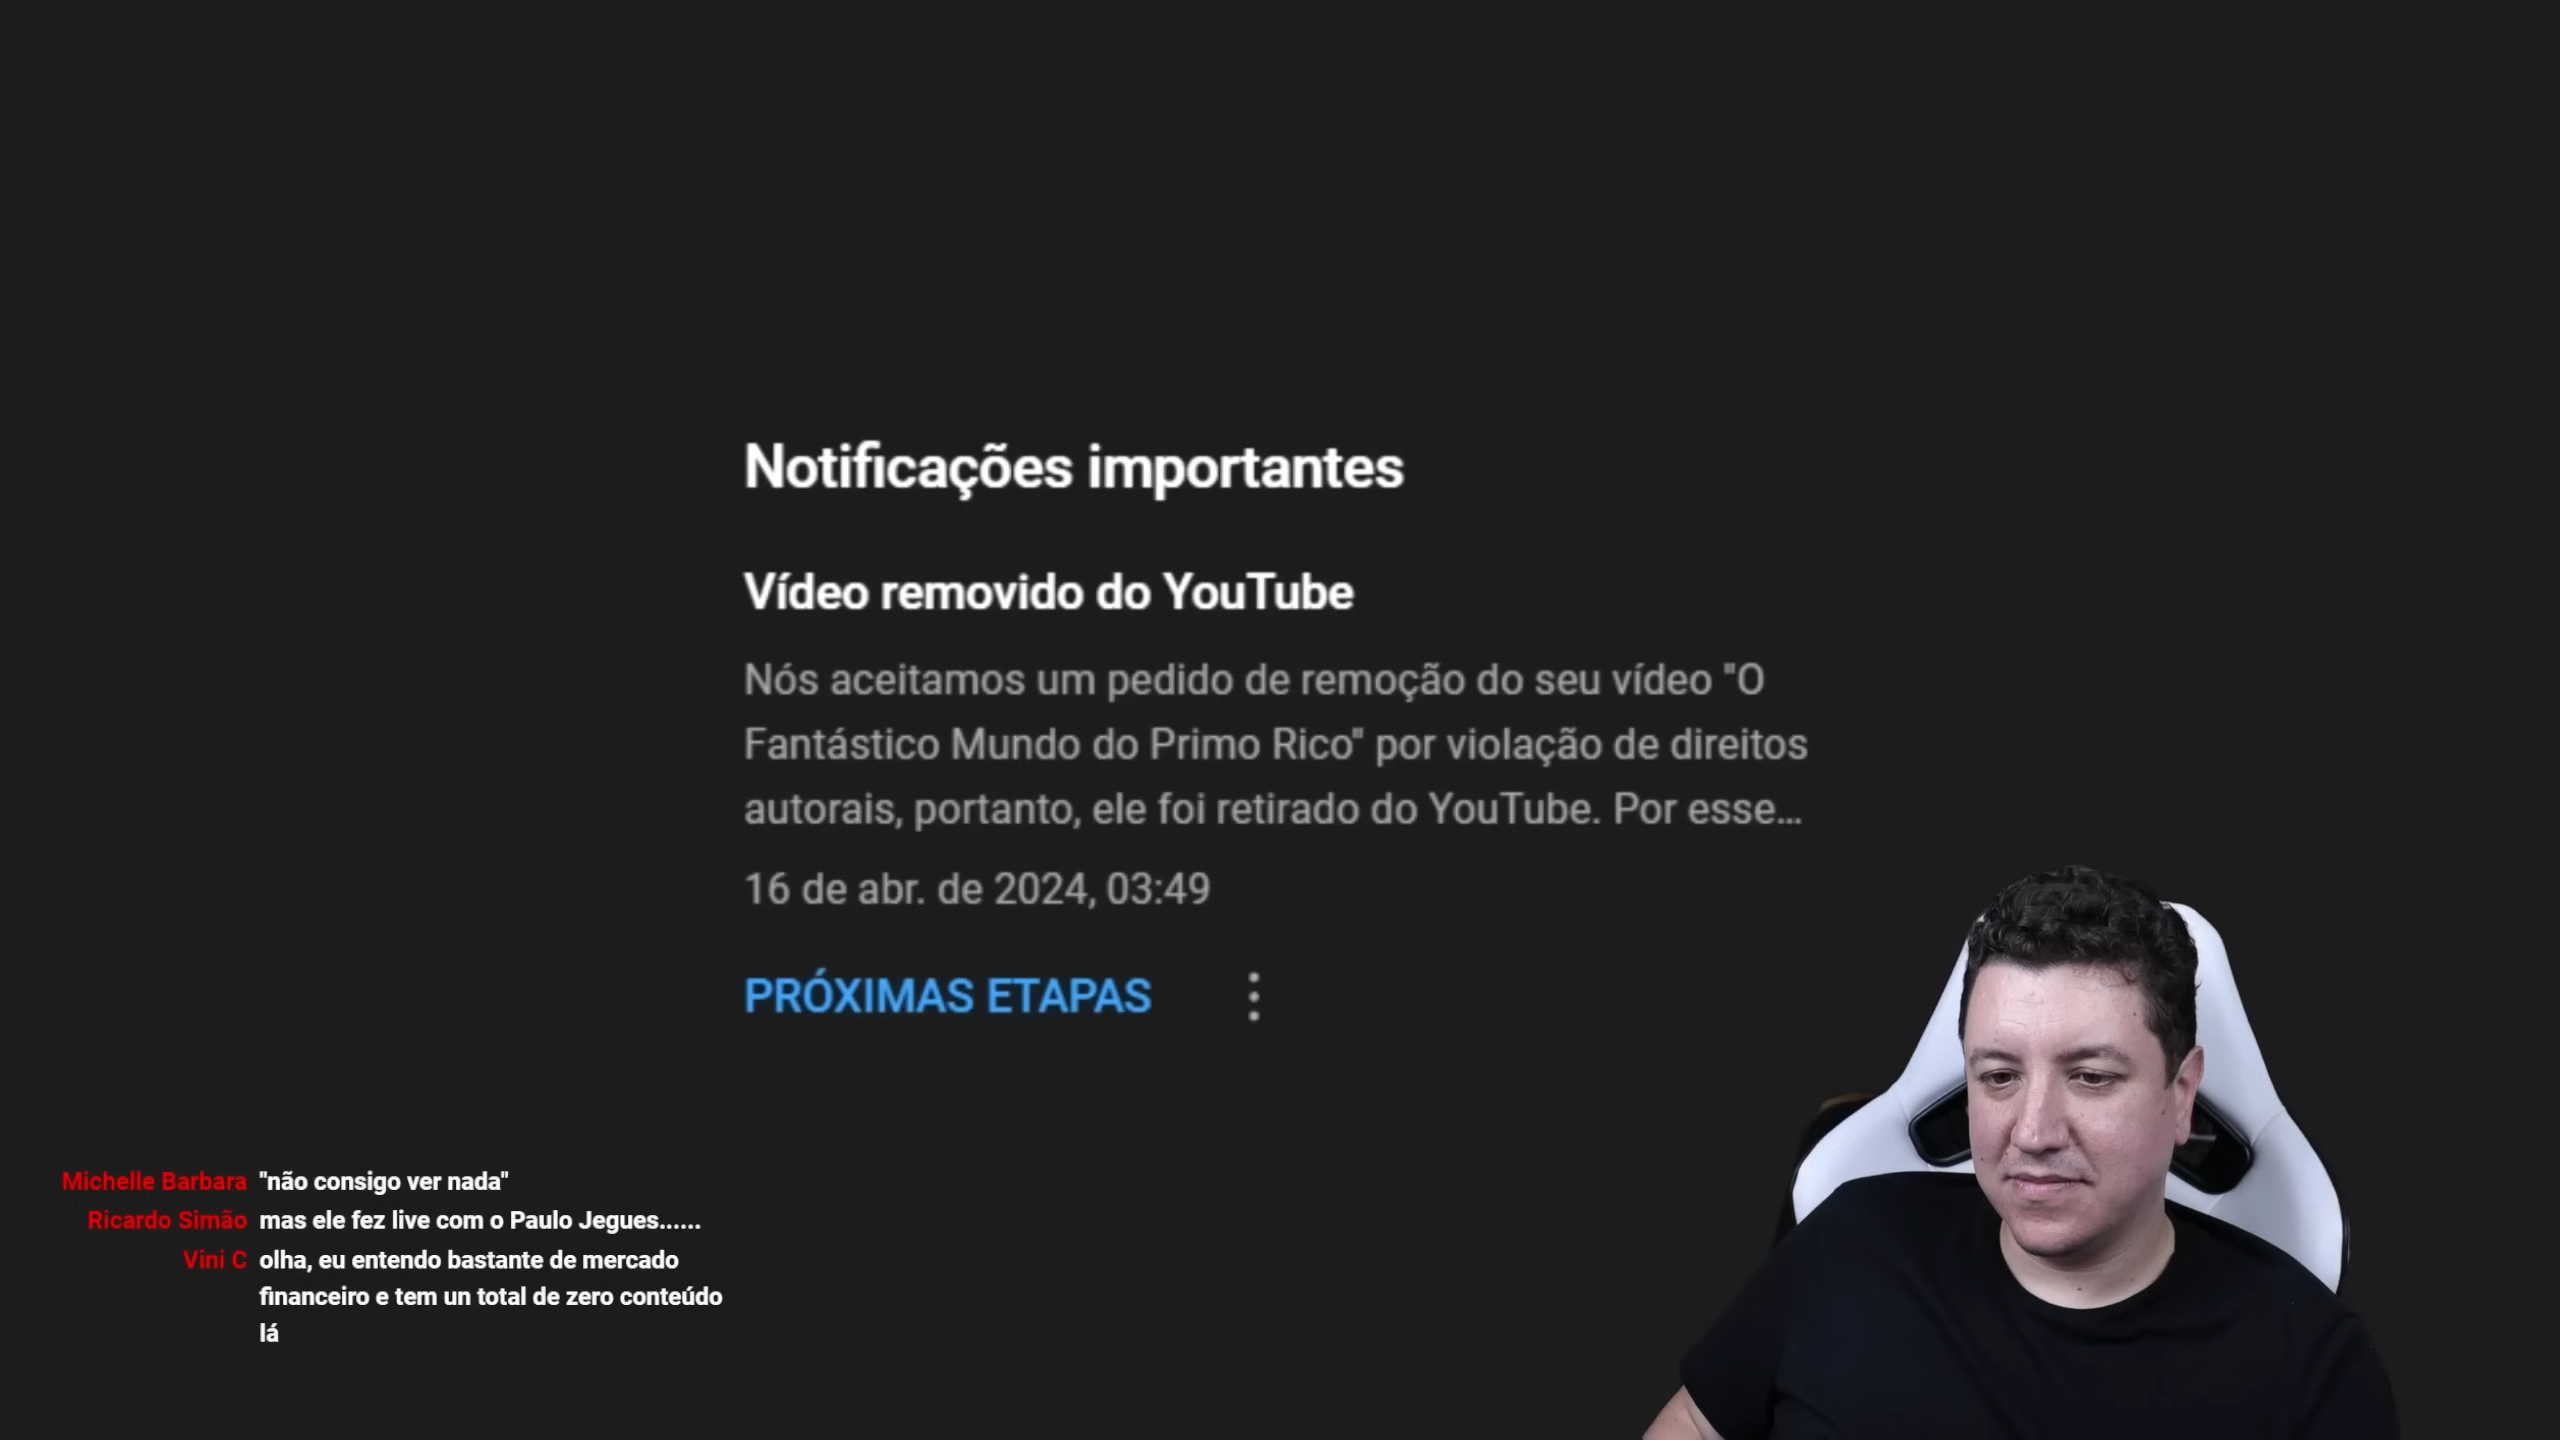 Notificações importantes
Vídeo removido do YouTube
Nós aceitamos um pedido de remoção do seu vídeo "O
Fantástico Mundo do Primo Rico" por violação de direitos
autorais, portanto, ele foi retirado do YouTube. Por esse...
16 de abr. de 2024, 03:49
PRÓXIMAS ETAPAS
Michelle Barbara "não consigo ver nada"
Ricardo Simão mas ele fez live com o Paulo Jegues......
Vini C olha, eu entendo bastante de mercado
financeiro e tem un total de zero conteúdo
lá